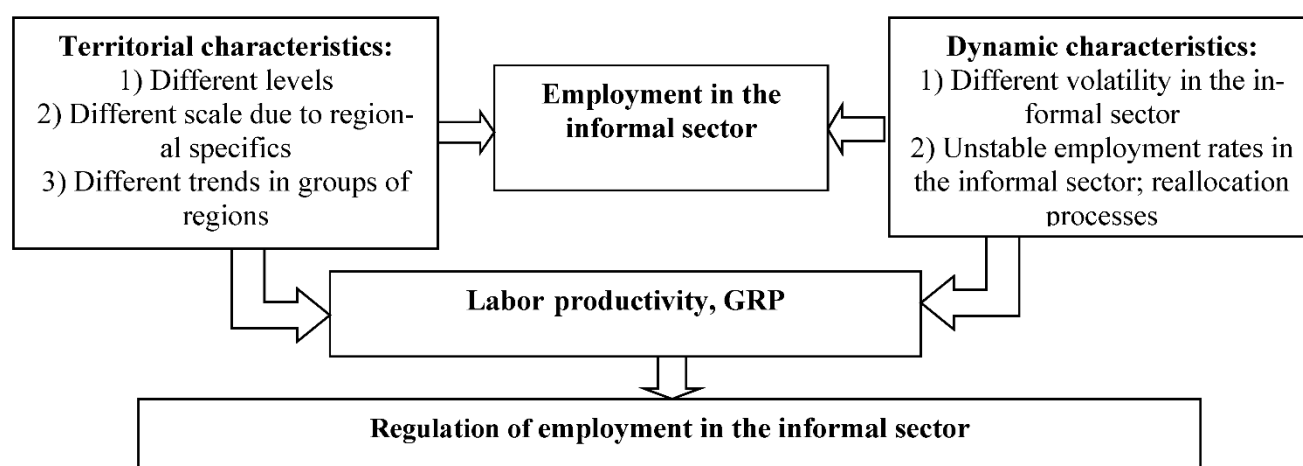 Territorial characteristics:
1) Different levels
2) Different scale due to region-
al specifics
3) Different trends in groups of
regions
Employment in the
informal sector
Dynamic characteristics:
1) Different volatility in the in-
formal sector
2) Unstable employment rates in
the informal sector; reallocation
processes
Labor productivity, GRP
Regulation of employment in the informal sector